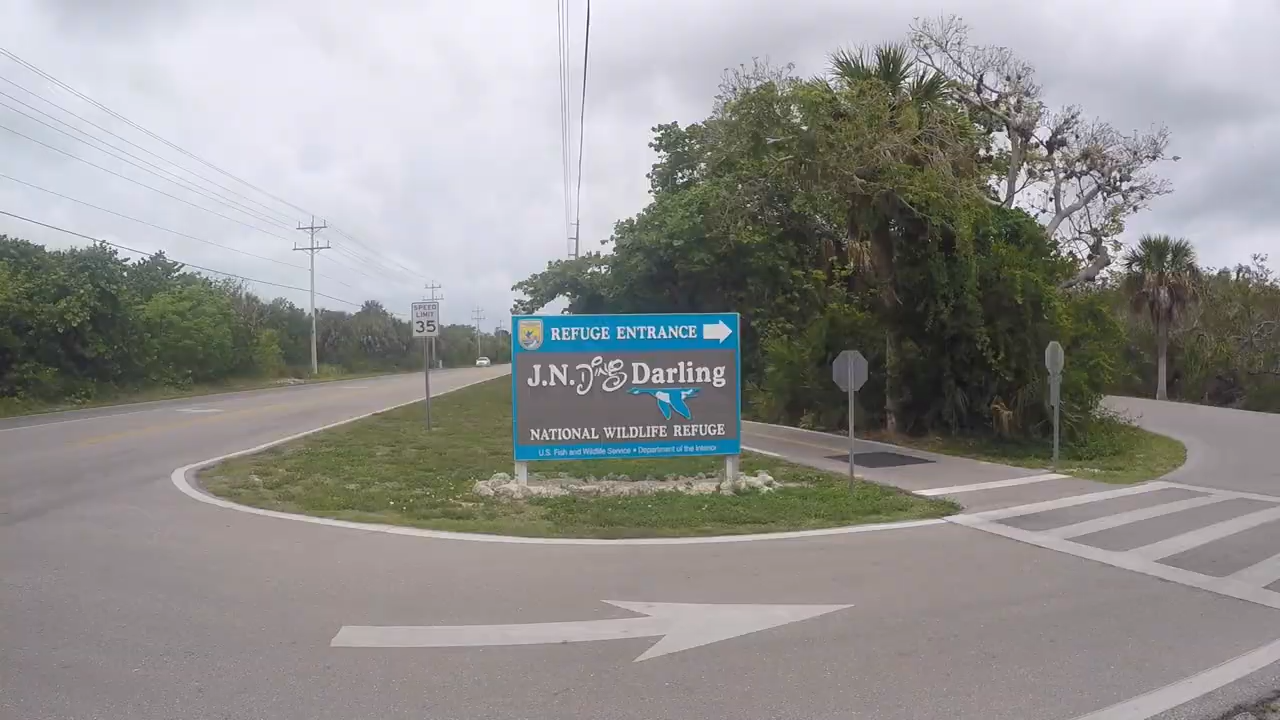 SPEED
LIMIT
35
REFUGE ENTRANCE
J.N. Ding Darling
NATIONAL WILDLIFE REFUGE
U.S. Fish and Wildlife Service • Department of the Interior